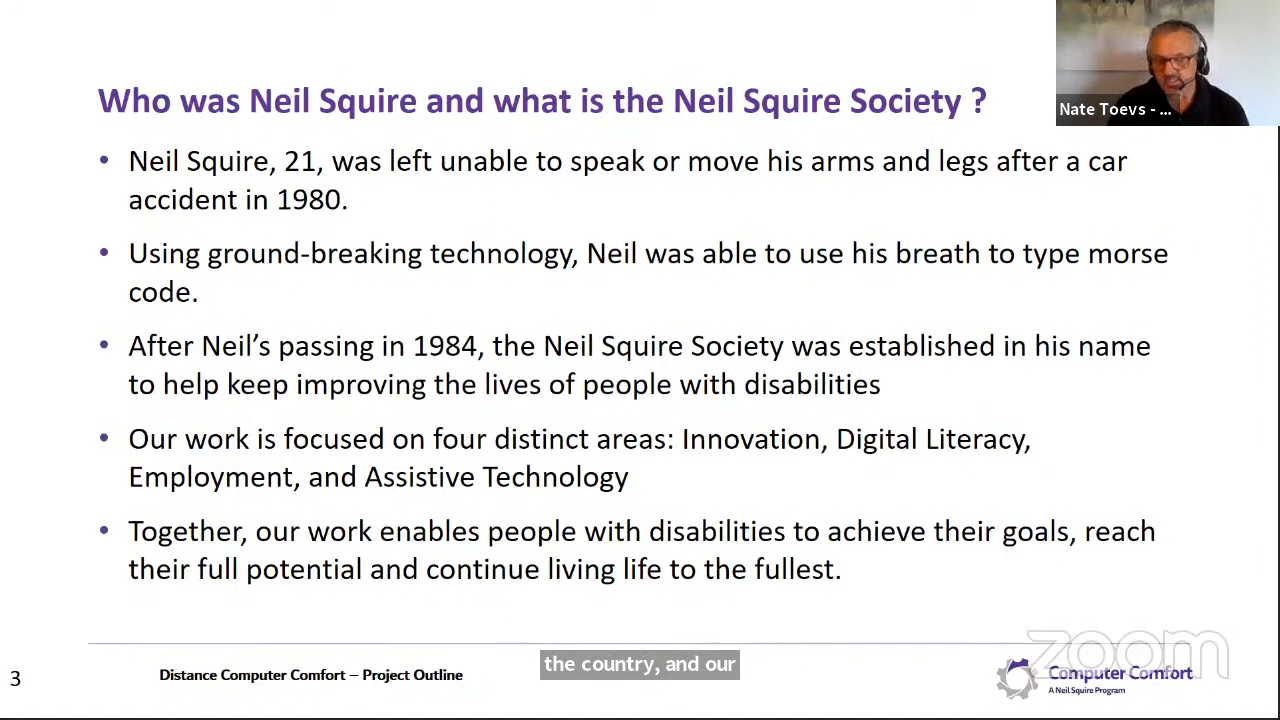 Who was Neil Squire and what is the Neil Squire Society ?
Nate Toevs - ...
• Neil Squire, 21, was left unable to speak or move his arms and legs after a car
accident in 1980.
• Using ground-breaking technology, Neil was able to use his breath to type morse
code.
• After Neil’s passing in 1984, the Neil Squire Society was established in his name
to help keep improving the lives of people with disabilities
• Our work is focused on four distinct areas: Innovation, Digital Literacy,
Employment, and Assistive Technology
• Together, our work enables people with disabilities to achieve their goals, reach
their full potential and continue living life to the fullest.
zoom
the country, and our
3
Distance Computer Comfort – Project Outline
Computer Comfort
A Neil Squire Program